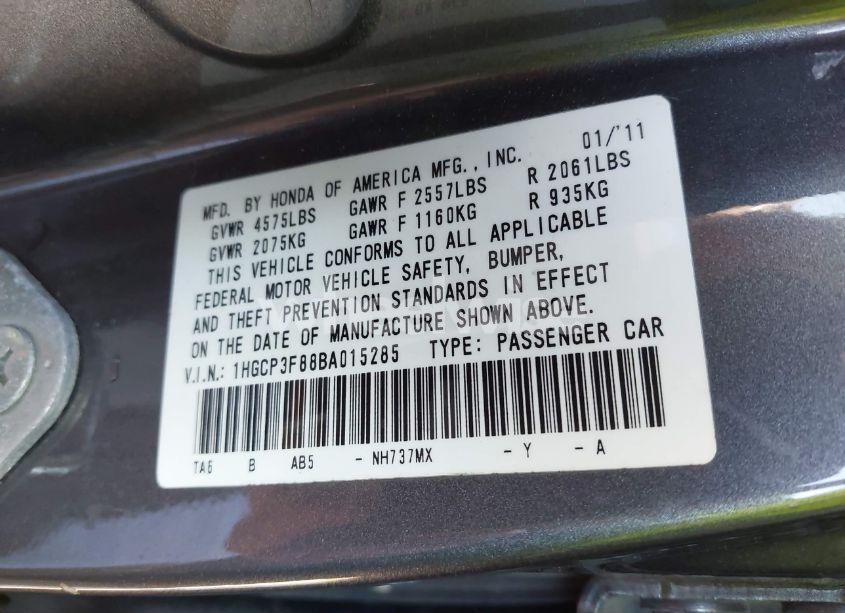 01/'11
MFD. BY HONDA OF AMERICA MFG., INC.
GVWR 4575LBS GAWR F 2557LBS R 2061LBS
GVWR 2075KG GAWR F 1160KG R 935KG
THIS VEHICLE CONFORMS TO ALL APPLICABLE
FEDERAL MOTOR VEHICLE SAFETY, BUMPER,
AND THEFT PREVENTION STANDARDS IN EFFECT
ON THE DATE OF MANUFACTURE SHOWN ABOVE.
V.I.N.: 1HGCP3F88BA015285 TYPE: PASSENGER CAR
TA6 B AB5 - NH737MX - Y - A